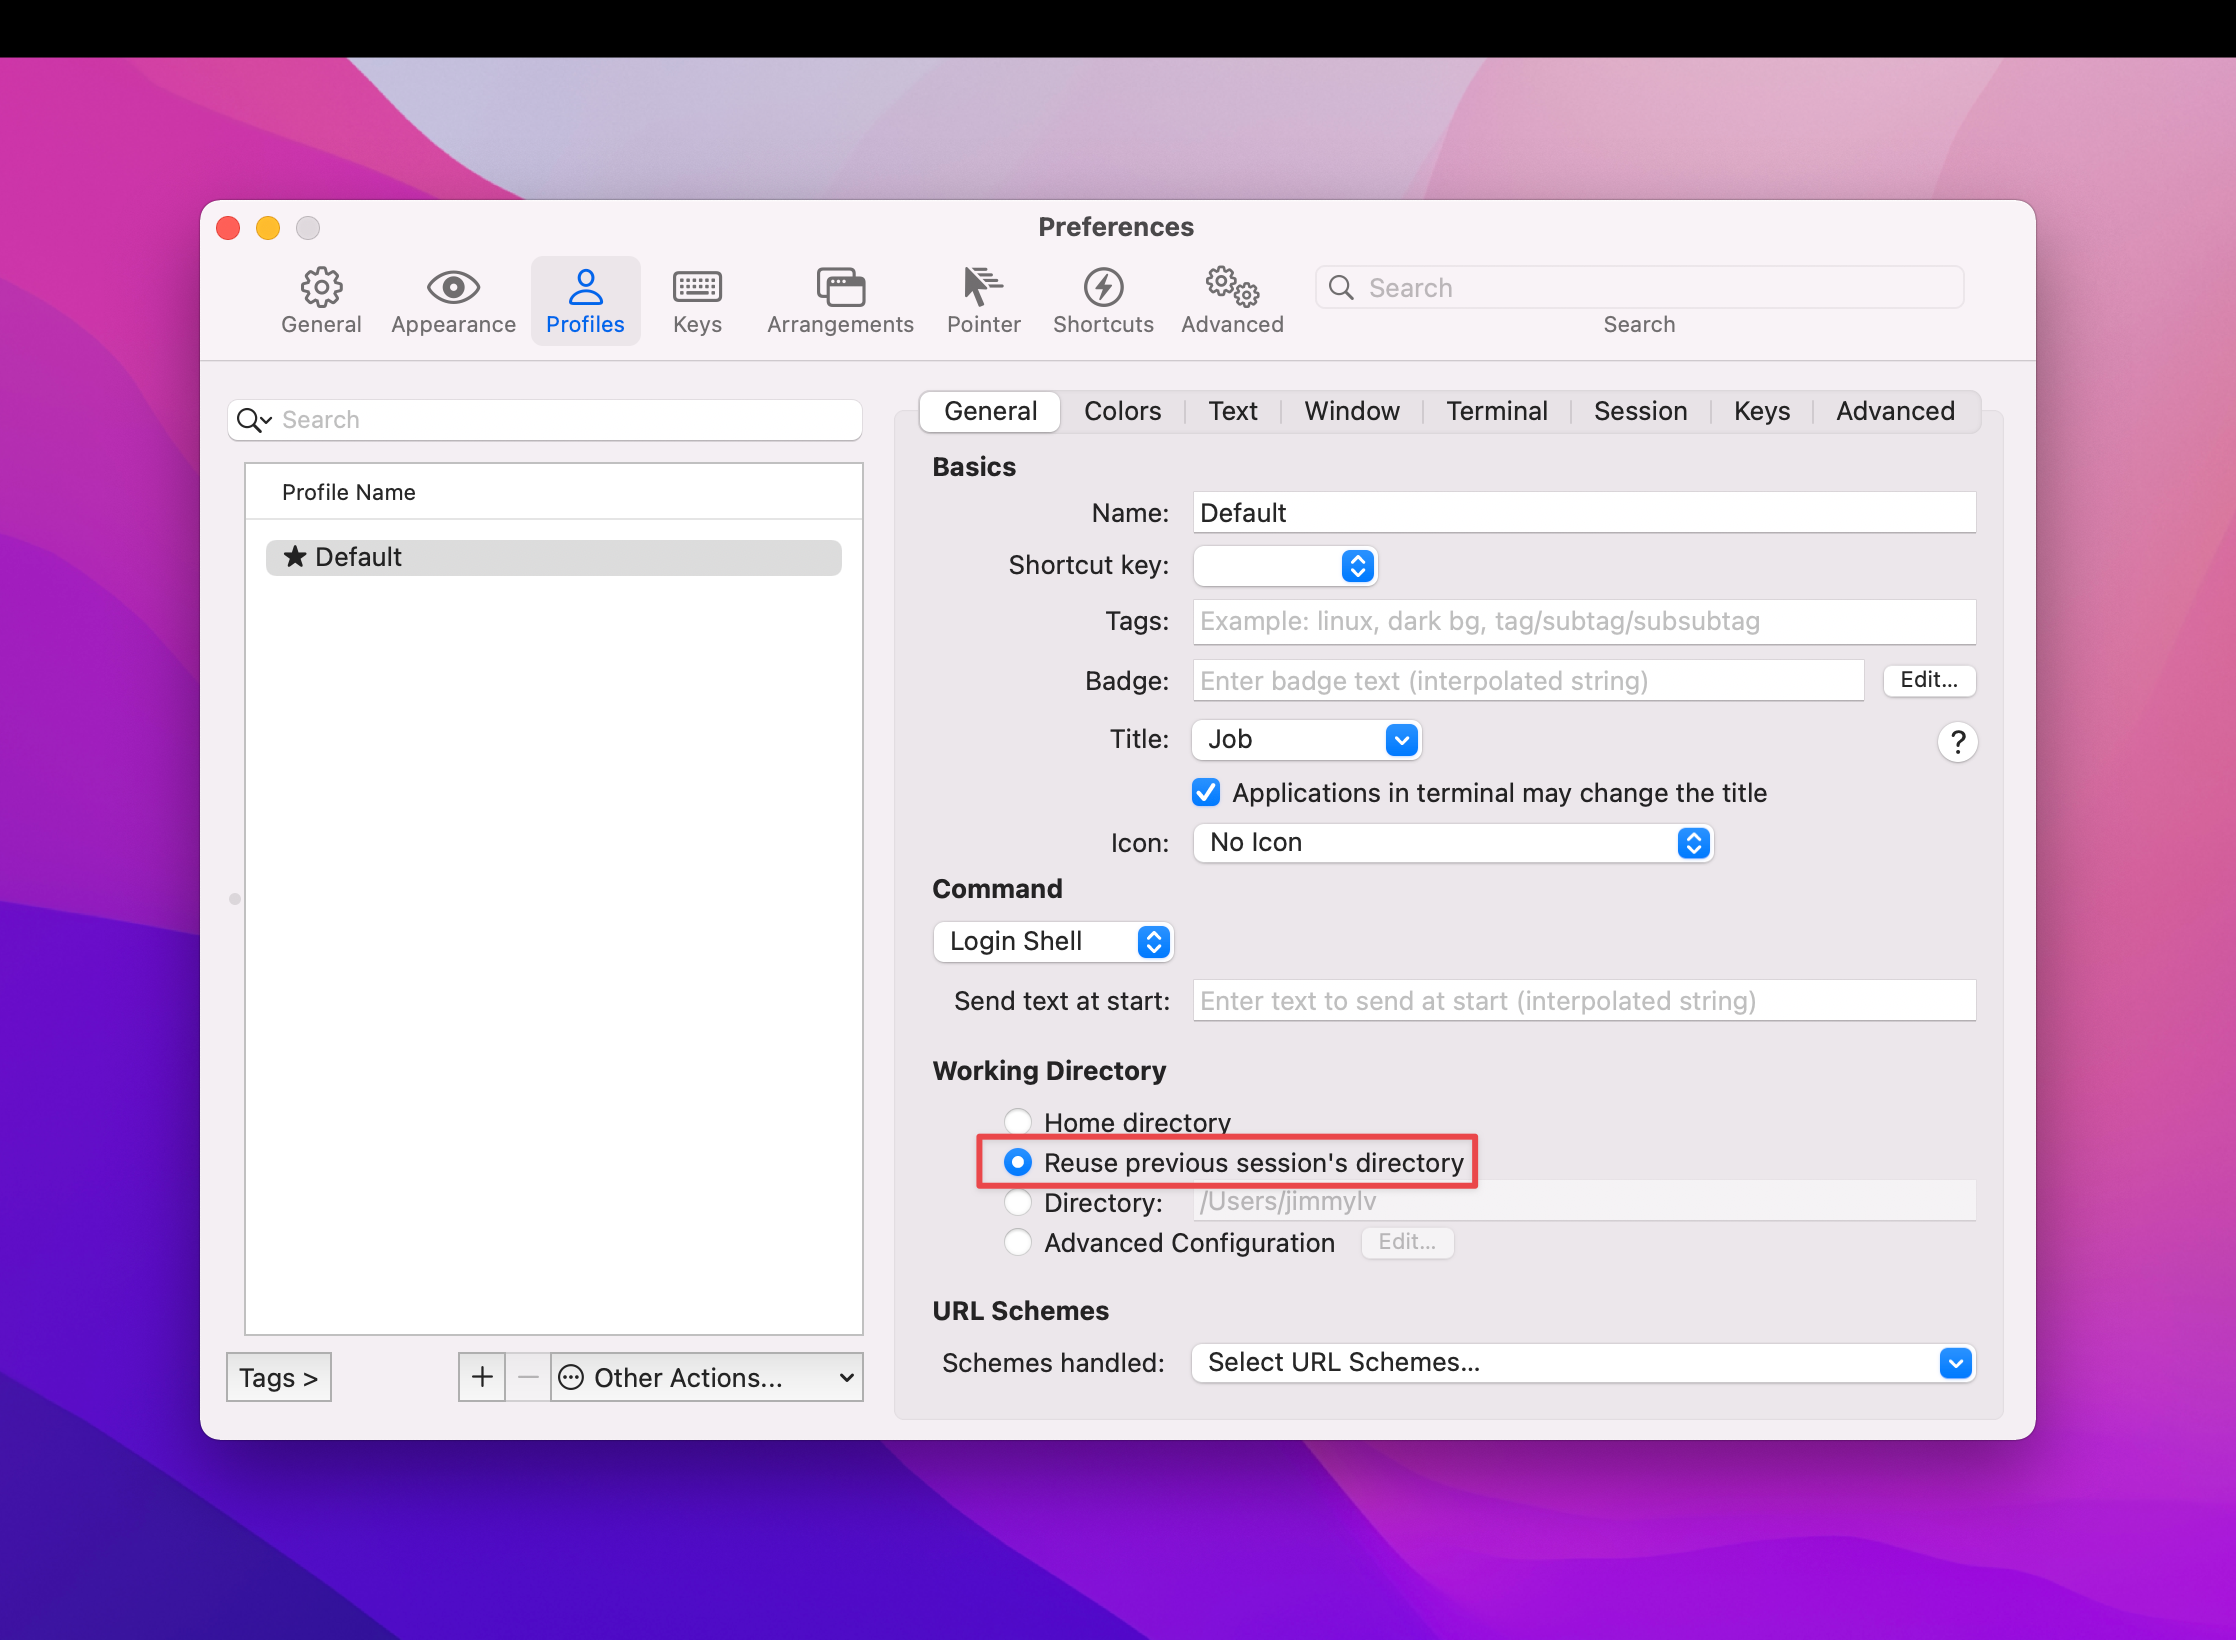 Preferences
General Appearance Profiles Keys Arrangements Pointer Shortcuts Advanced Search
Search
Search
Profile Name
Default
Tags >
Other Actions...
General Colors Text Window Terminal Session Keys Advanced
Basics
Name: Default
Shortcut key:
Tags: Example: linux, dark bg, tag/subtag/subsubtag
Badge: Enter badge text (interpolated string) Edit...
Title: Job ?
Applications in terminal may change the title
Icon: No Icon
Command
Login Shell
Send text at start: Enter text to send at start (interpolated string)
Working Directory
Home directory
Reuse previous session's directory
Directory: /Users/jimmylv
Advanced Configuration Edit...
URL Schemes
Schemes handled: Select URL Schemes...